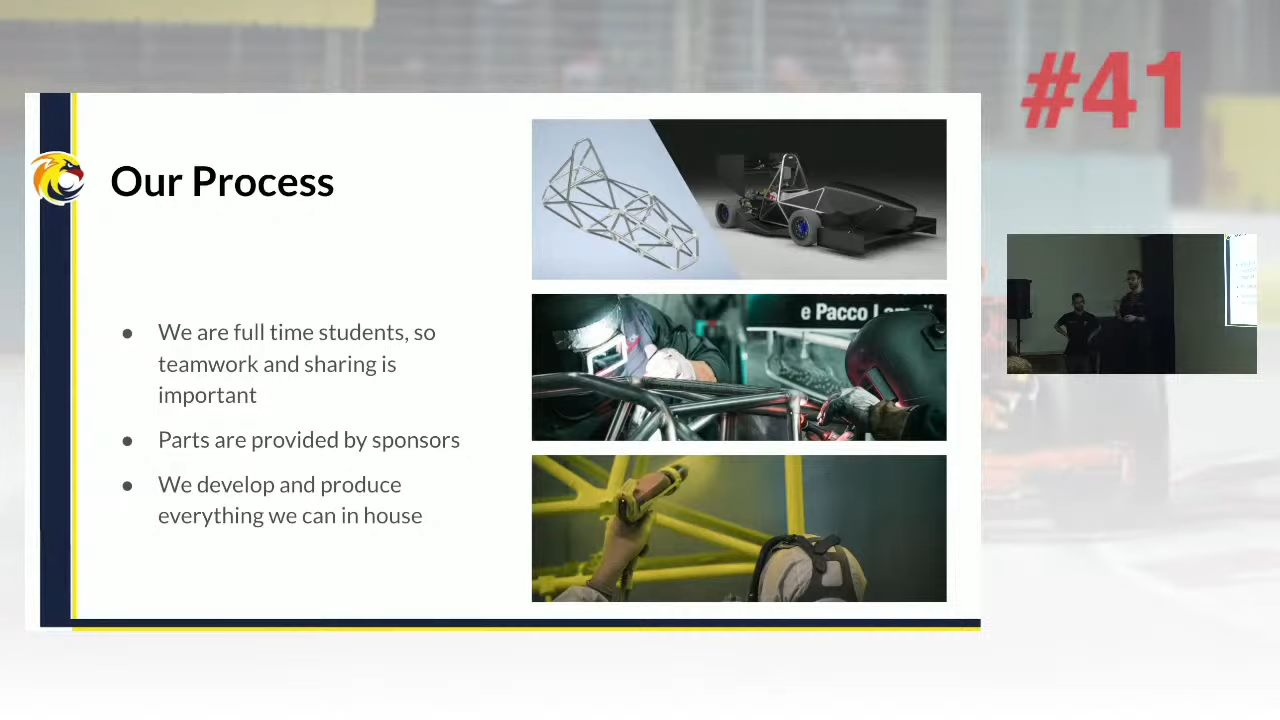 #41
Our Process
● We are full time students, so
teamwork and sharing is
important
● Parts are provided by sponsors
● We develop and produce
everything we can in house
e Pacco